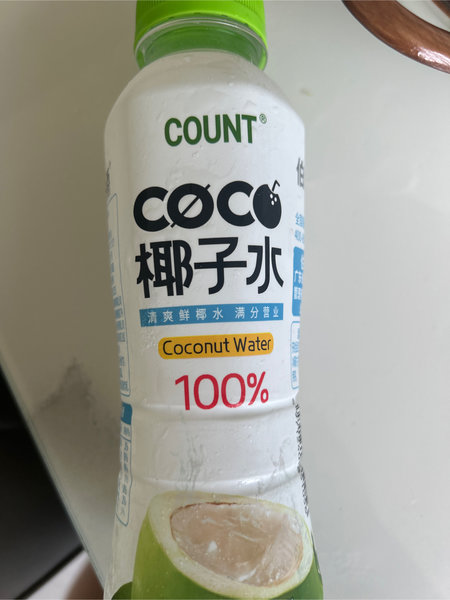 COUNT®
COCO
椰子水
清爽鲜椰水 满分营业
Coconut Water
100%